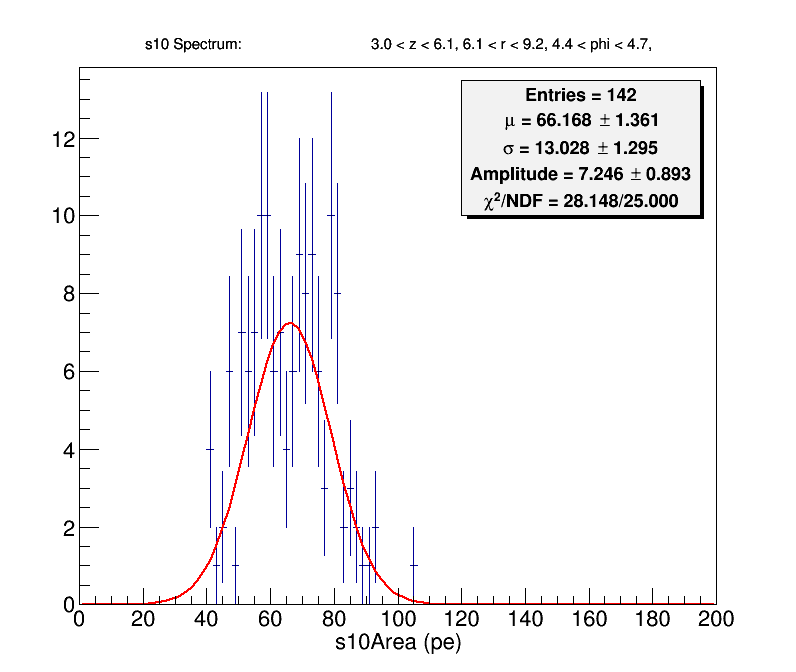 s10 Spectrum: 3.0 < z < 6.1, 6.1 < r < 9.2, 4.4 < phi < 4.7,
Entries = 142
μ = 66.168 ± 1.361
σ = 13.028 ± 1.295
Amplitude = 7.246 ± 0.893
χ²/NDF = 28.148/25.000
12
10
8
6
4
2
0
0 20 40 60 80 100 120 140 160 180 200
s10Area (pe)